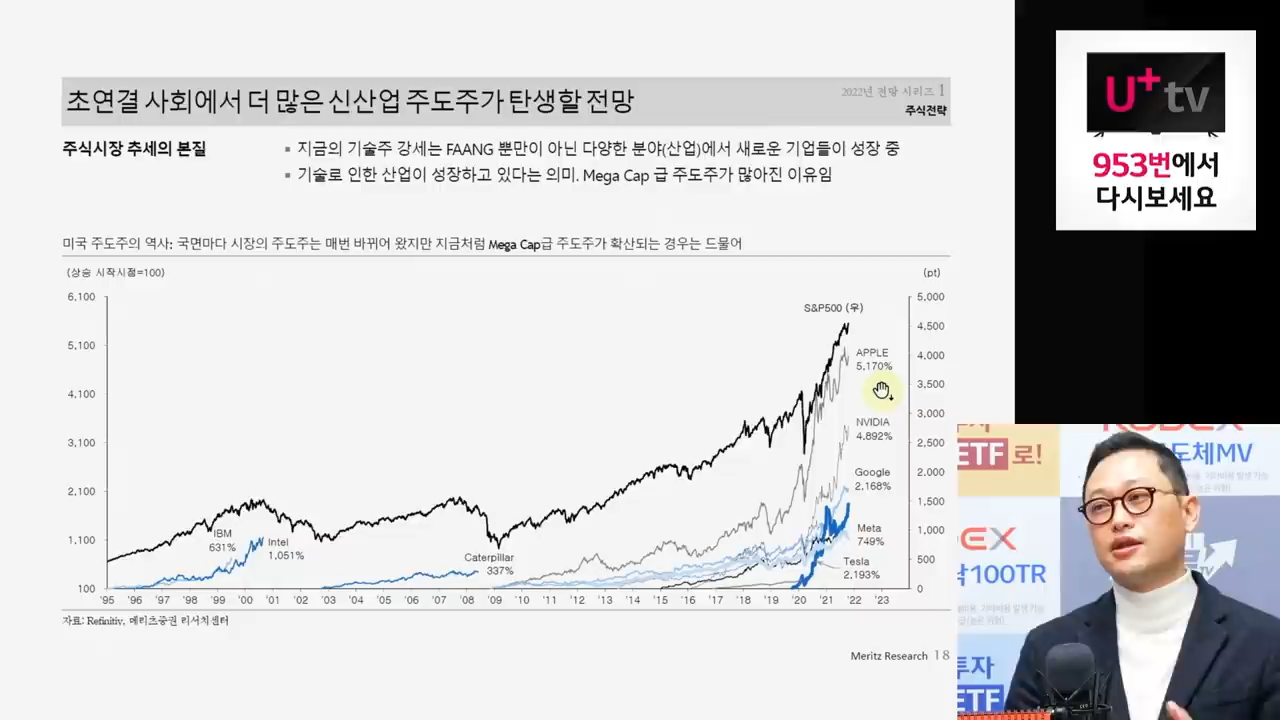 초연결 사회에서 더 많은 신산업 주도주가 탄생할 전망
2022년 전망 시리즈 1
주식전략
주식시장 추세의 본질
▪ 지금의 기술주 강세는 FAANG 뿐만이 아닌 다양한 분야(산업)에서 새로운 기업들이 성장 중
▪ 기술로 인한 산업이 성장하고 있다는 의미. Mega Cap 급 주도주가 많아진 이유임
미국 주도주의 역사: 국면마다 시장의 주도주는 매번 바뀌어 왔지만 지금처럼 Mega Cap급 주도주가 확산되는 경우는 드물어
(상승 시작시점=100)
(pt)
6,100
5,100
4,100
3,100
2,100
1,100
100
5,000
4,500
4,000
3,500
3,000
2,500
2,000
1,500
1,000
500
0
S&P500 (우)
APPLE
5,170%
NVIDIA
4,892%
Google
2,168%
Meta
749%
Tesla
2,193%
IBM
631%
Intel
1,051%
Caterpillar
337%
'95 '96 '97 '98 '99 '00 '01 '02 '03 '04 '05 '06 '07 '08 '09 '10 '11 '12 '13 '14 '15 '16 '17 '18 '19 '20 '21 '22 '23
자료: Refinitiv, 메리츠증권 리서치센터
Meritz Research 18
U+tv
953번에서
다시보세요
ETF로!
도체MV
EX
100TR
투자
ETF